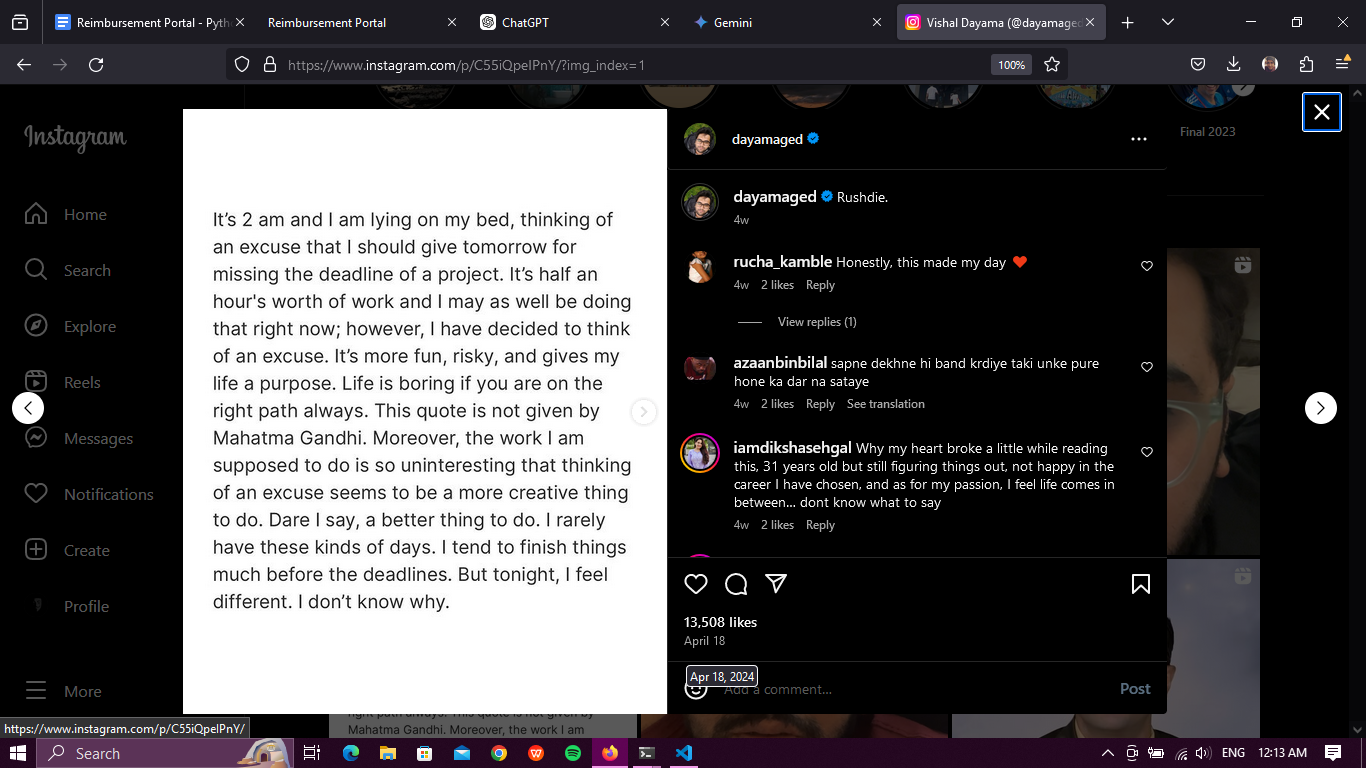 Reimbursement Portal - Pyth
Reimbursement Portal
ChatGPT
Gemini
Vishal Dayama (@dayamaged
https://www.instagram.com/p/C55iQpeIPnY/?img_index=1
100%
Instagram
Home
Search
Explore
Reels
Messages
Notifications
Create
Profile
More
It's 2 am and I am lying on my bed, thinking of
an excuse that I should give tomorrow for
missing the deadline of a project. It's half an
hour's worth of work and I may as well be doing
that right now; however, I have decided to think
of an excuse. It's more fun, risky, and gives my
life a purpose. Life is boring if you are on the
right path always. This quote is not given by
Mahatma Gandhi. Moreover, the work I am
supposed to do is so uninteresting that thinking
of an excuse seems to be a more creative thing
to do. Dare I say, a better thing to do. I rarely
have these kinds of days. I tend to finish things
much before the deadlines. But tonight, I feel
different. I don't know why.
dayamaged
dayamaged Rushdie.
4w
rucha_kamble Honestly, this made my day ❤️
4w 2 likes Reply
View replies (1)
azaanbinbilal sapne dekhne hi band krdiye taki unke pure
hone ka dar na sataye
4w 2 likes Reply See translation
iamdikshasehgal Why my heart broke a little while reading
this, 31 years old but still figuring things out, not happy in the
career I have chosen, and as for my passion, I feel life comes in
between... dont know what to say
4w 2 likes Reply
13,508 likes
April 18
Apr 18, 2024
Add a comment...
Post
Final 2023
right path always. This quote is not given by
Mahatma Gandhi. Moreover, the work I am
https://www.instagram.com/p/C55iQpeIPnY/
Search
ENG
12:13 AM